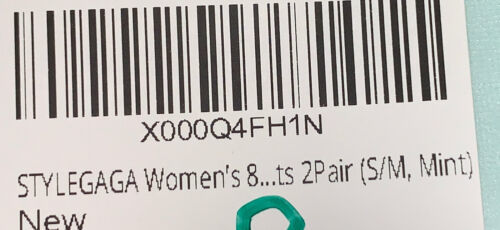 X000Q4FH1N
STYLEGAGA Women's 8...ts 2Pair (S/M, Mint)
New